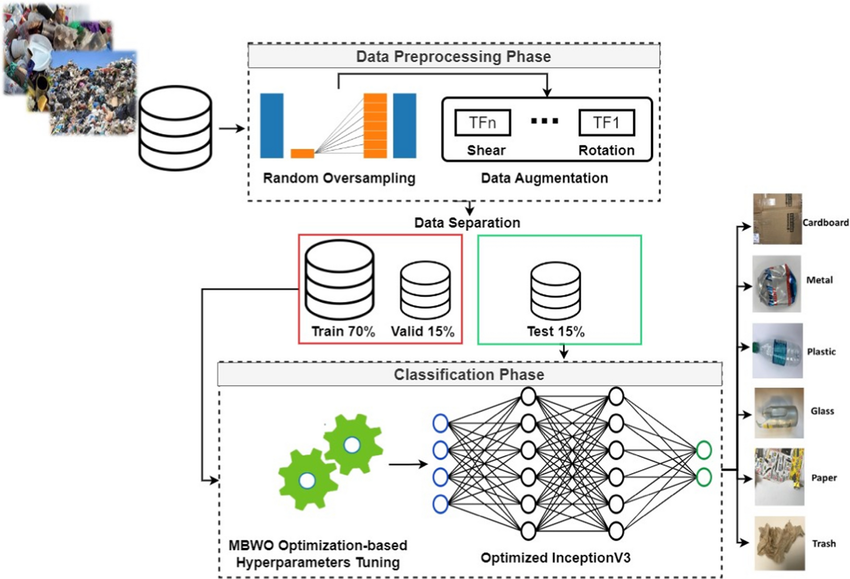 Data Preprocessing Phase
TFn
TF1
Shear
Rotation
Random Oversampling
Data Augmentation
Data Separation
Train 70%
Valid 15%
Test 15%
Classification Phase
MBWO Optimization-based
Hyperparameters Tuning
Optimized InceptionV3
Cardboard
Metal
Plastic
Glass
Paper
Trash